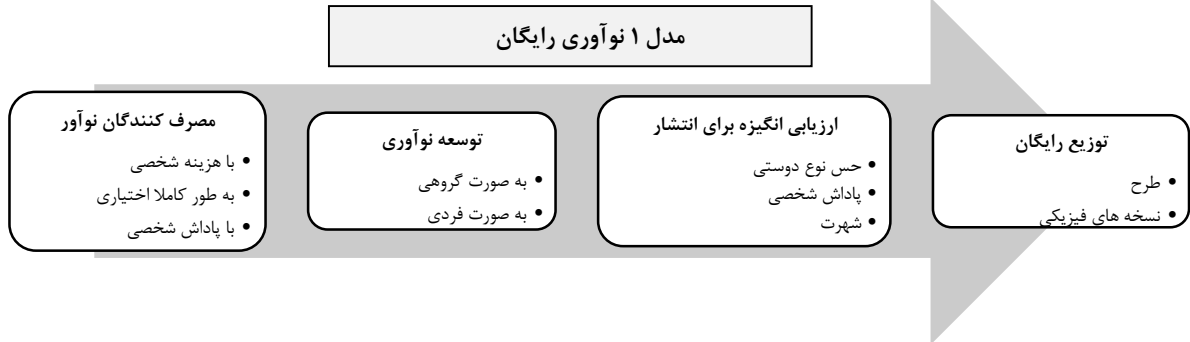 مدل ۱ نوآوری رایگان
مصرف کنندگان نوآور
• با هزینه شخصی
• به طور کاملا اختیاری
• با پاداش شخصی
توسعه نوآوری
• به صورت گروهی
• به صورت فردی
ارزیابی انگیزه برای انتشار
• حس نوع دوستی
• پاداش شخصی
• شهرت
توزیع رایگان
• طرح
• نسخه های فیزیکی